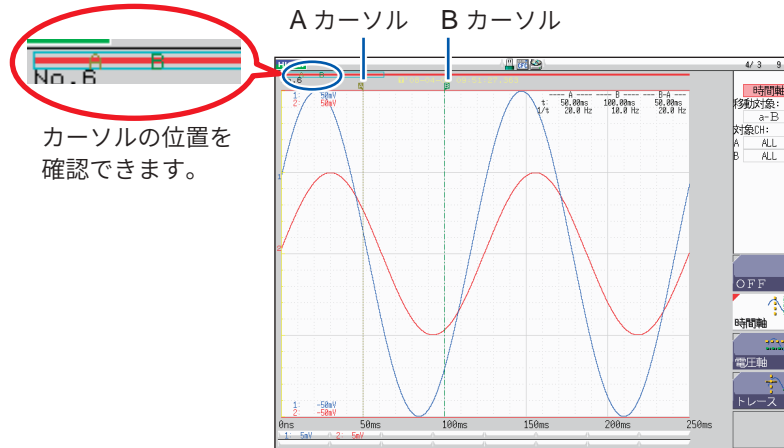 A カーソル B カーソル
A B
No.6
カーソルの位置を
確認できます。
4/ 3 9
A B
1: 50mV
2: 50mV
---- A ---- ---- B ---- ---B-A ---
t: 50.00ms 100.00ms 50.00ms
1/t 20.0 Hz 10.0 Hz 20.0 Hz
1
2
1: -50mV
2: -50mV
0ns 50ms 100ms 150ms 200ms 250ms
1: 5mV 2: 5mV
時間軸
移動対象:
a-B
対象CH:
A ALL
B ALL
OFF
時間軸
電圧軸
トレース